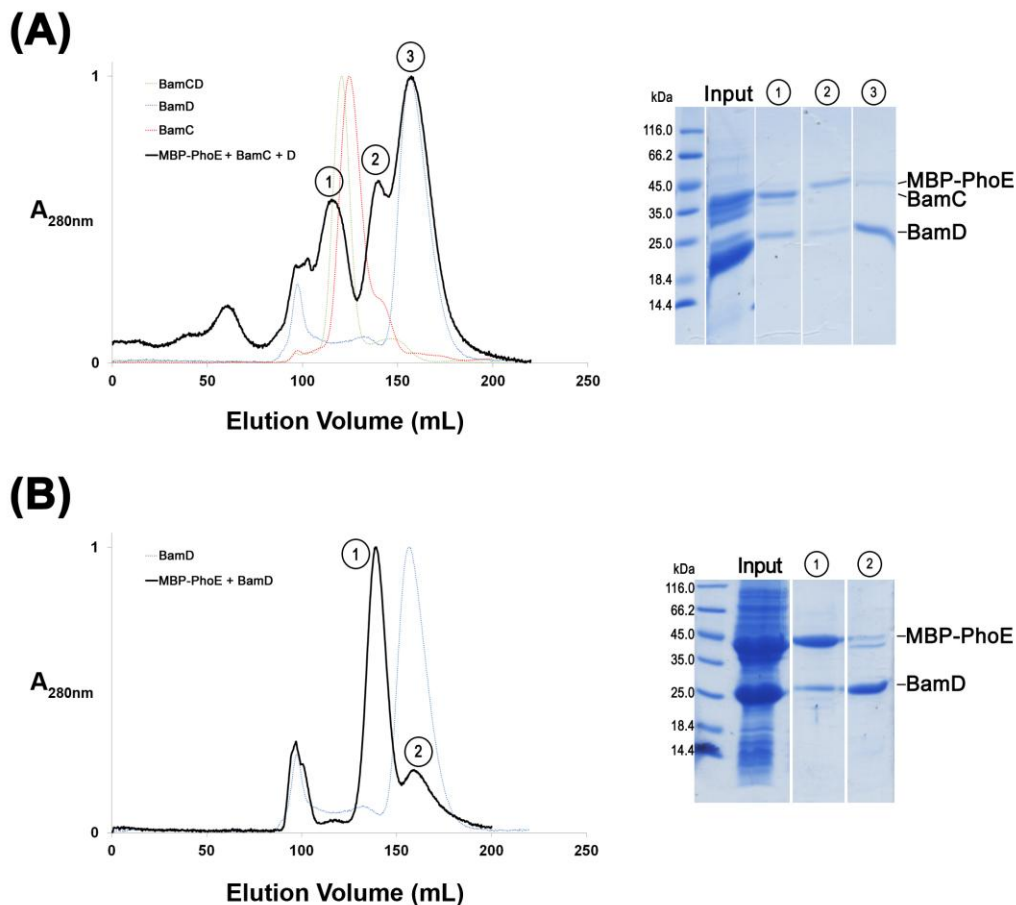 (A)
BamCD
BamD
BamC
MBP-PhoE + BamC + D
1
2
3
1
0
A280nm
0 50 100 150 200 250
Elution Volume (mL)
kDa
Input 1 2 3
116.0
66.2
45.0
35.0
25.0
18.4
14.4
MBP-PhoE
BamC
BamD
(B)
BamD
MBP-PhoE + BamD
1
2
1
0
A280nm
0 50 100 150 200 250
Elution Volume (mL)
Input 1 2
116.0
66.2
45.0
35.0
25.0
18.4
14.4
MBP-PhoE
BamD